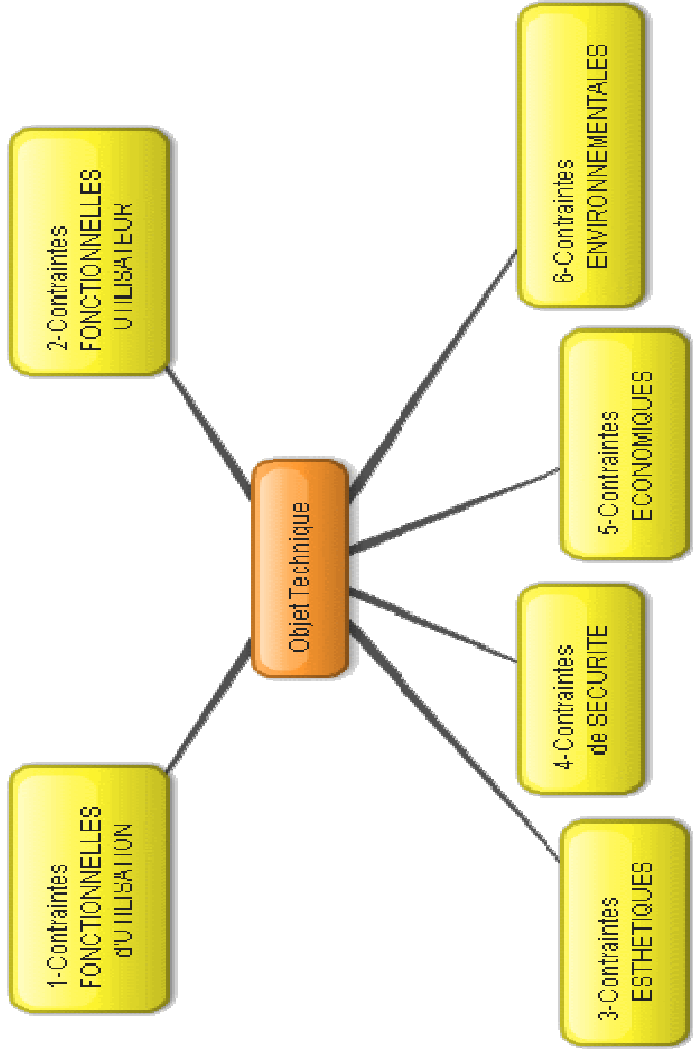 1-Contraintes
FONCTIONNELLES
d'UTILISATION
2-Contraintes
FONCTIONNELLES
UTILISATEUR
Objet Technique
3-Contraintes
ESTHETIQUES
4-Contraintes
de SECURITE
5-Contraintes
ECONOMIQUES
6-Contraintes
ENVIRONNEMENTALES